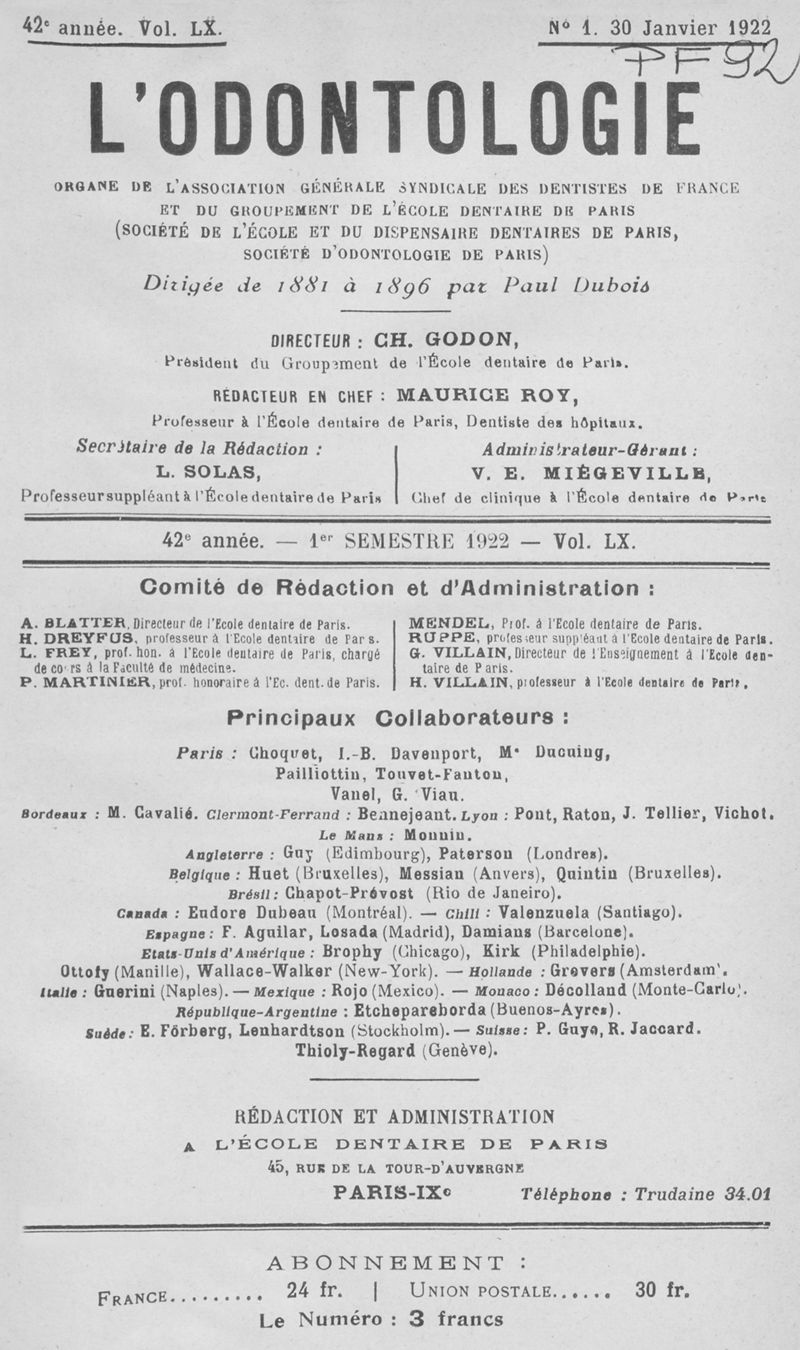 42e année. Vol. LX.
N° 1. 30 Janvier 1922
PF 92
L'ODONTOLOGIE
ORGANE DE L'ASSOCIATION GÉNÉRALE SYNDICALE DES DENTISTES DE FRANCE
ET DU GROUPEMENT DE L'ÉCOLE DENTAIRE DE PARIS
(SOCIÉTÉ DE L'ÉCOLE ET DU DISPENSAIRE DENTAIRES DE PARIS,
SOCIÉTÉ D'ODONTOLOGIE DE PARIS)
Dirigée de 1881 à 1896 par Paul Dubois
DIRECTEUR : CH. GODON,
Président du Groupement de l'École dentaire de Paris.
RÉDACTEUR EN CHEF : MAURICE ROY,
Professeur à l'École dentaire de Paris, Dentiste des hôpitaux.
Secrétaire de la Rédaction :
L. SOLAS,
Professeur suppléant à l'École dentaire de Paris
Administrateur-Gérant :
V. E. MIÉGEVILLE,
Chef de clinique à l'École dentaire de Paris
42e année. — 1er SEMESTRE 1922 — Vol. LX.
Comité de Rédaction et d'Administration :
A. BLATTER, Directeur de l'Ecole dentaire de Paris.
H. DREYFUS, professeur à l'Ecole dentaire de Paris.
L. FREY, prof. hon. à l'Ecole dentaire de Paris, chargé
de cours à la Faculté de médecine.
P. MARTINIER, prof. honoraire à l'Ec. dent. de Paris.
MENDEL, Prof. à l'Ecole dentaire de Paris.
RUPPE, professeur suppléant à l'Ecole dentaire de Paris.
G. VILLAIN, Directeur de l'Enseignement à l'Ecole den-
taire de Paris.
H. VILLAIN, professeur à l'Ecole dentaire de Paris.
Principaux Collaborateurs :
Paris : Choquet, I.-B. Davenport, Me Ducuing,
Pailliottin, Touvet-Fanton,
Vanel, G. Viau.
Bordeaux : M. Cavalié. Clermont-Ferrand : Bennejeant. Lyon : Pont, Raton, J. Tellier, Vichot.
Le Mans : Monnin.
Angleterre : Guy (Edimbourg), Paterson (Londres).
Belgique : Huet (Bruxelles), Messian (Anvers), Quintin (Bruxelles).
Brésil : Chapot-Prévost (Rio de Janeiro).
Canada : Eudore Dubeau (Montréal). — Chili : Valenzuela (Santiago).
Espagne : F. Aguilar, Losada (Madrid), Damians (Barcelone).
Etats-Unis d'Amérique : Brophy (Chicago), Kirk (Philadelphie).
Ottofy (Manille), Wallace-Walker (New-York). — Hollande : Grevers (Amsterdam).
Italie : Guerini (Naples). — Mexique : Rojo (Mexico). — Monaco : Décolland (Monte-Carlo).
République-Argentine : Etchepareborda (Buenos-Ayres).
Suède : E. Förberg, Lenhardtson (Stockholm). — Suisse : P. Guye, R. Jaccard.
Thioly-Regard (Genève).
RÉDACTION ET ADMINISTRATION
A L'ÉCOLE DENTAIRE DE PARIS
45, RUE DE LA TOUR-D'AUVERGNE
PARIS-IXe Téléphone : Trudaine 34.01
ABONNEMENT :
FRANCE......... 24 fr. | UNION POSTALE...... 30 fr.
Le Numéro : 3 francs